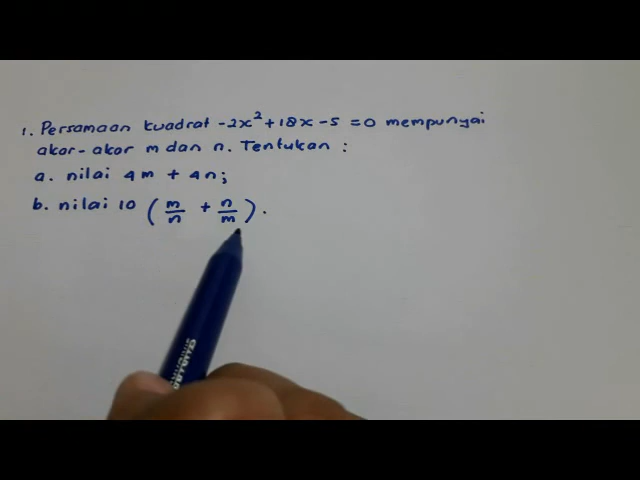 1. Persamaan kuadrat -2x² + 18x - 5 = 0 mempunyai
akar-akar m dan n. Tentukan :
a. nilai 4m + 4n;
b. nilai 10 (m/n + n/m).